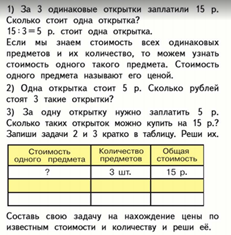 1) За 3 одинаковые открытки заплатили 15 р.
Сколько стоит одна открытка?
15 : 3 = 5 р. стоит одна открытка.
Если мы знаем стоимость всех одинаковых
предметов и их количество, то можем узнать
стоимость одного такого предмета. Стоимость
одного предмета называют его ценой.
2) Одна открытка стоит 5 р. Сколько рублей
стоят 3 такие открытки?
3) За одну открытку нужно заплатить 5 р.
Сколько таких открыток можно купить на 15 р.?
Запиши задачи 2 и 3 кратко в таблицу. Реши их.
Стоимость одного предмета
Количество предметов
Общая стоимость
?
3 шт.
15 р.
Составь свою задачу на нахождение цены по
известным стоимости и количеству и реши её.